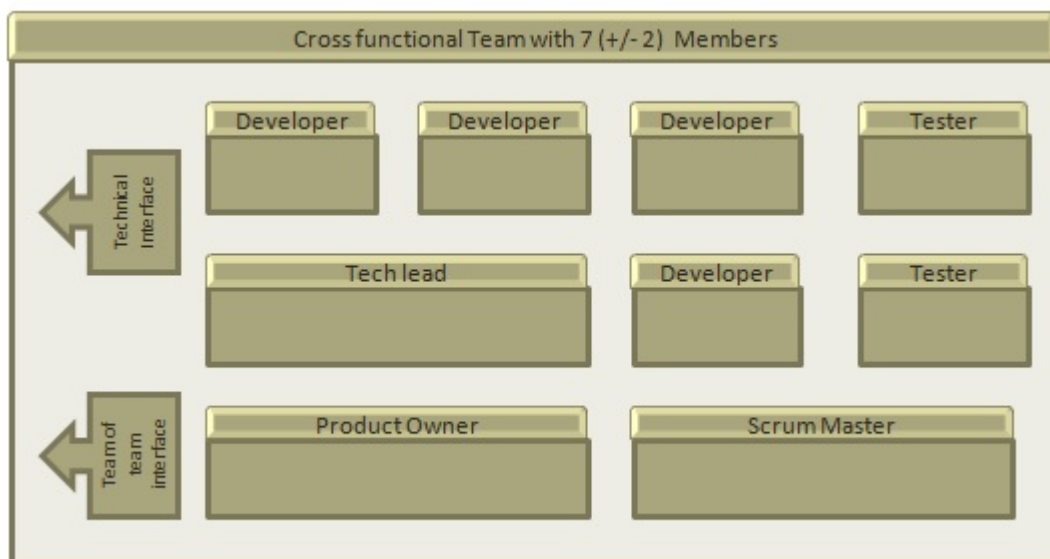 Cross functional Team with 7 (+/- 2) Members
Developer
Developer
Developer
Tester
Technical
Interface
Tech lead
Developer
Tester
Team of
team
interface
Product Owner
Scrum Master